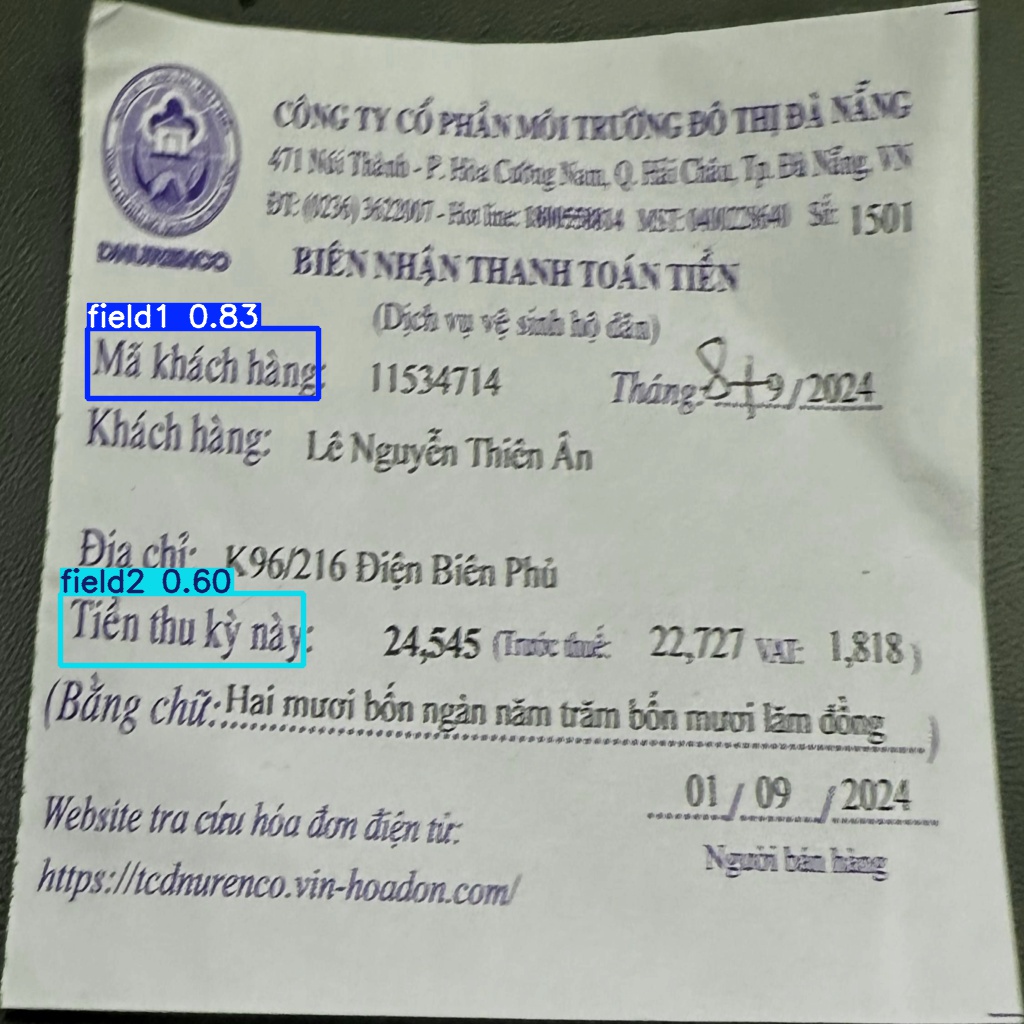 CÔNG TY CỔ PHẦN MÔI TRƯỜNG ĐÔ THỊ ĐÀ NẴNG
471 Núi Thành - P. Hòa Cường Nam, Q. Hải Châu, Tp. Đà Nẵng, VN
ĐT: (0236) 3622007 - Hot line: MST: Số: 1501
DNURENCO
BIÊN NHẬN THANH TOÁN TIỀN
(Dịch vụ vệ sinh hộ dân)
field1 0.83
Mã khách hàng: 11534714 Tháng: 8+9/2024
Khách hàng: Lê Nguyễn Thiên Ân
Địa chỉ: K96/216 Điện Biên Phủ
field2 0.60
Tiền thu kỳ này: 24,545 (Trước thuế: 22,727 VAT: 1,818)
(Bằng chữ: Hai mươi bốn ngàn năm trăm bốn mươi lăm đồng)
01 / 09 / 2024
Website tra cứu hóa đơn điện tử:
Người bán hàng
https://tcdnurenco.vin-hoadon.com/